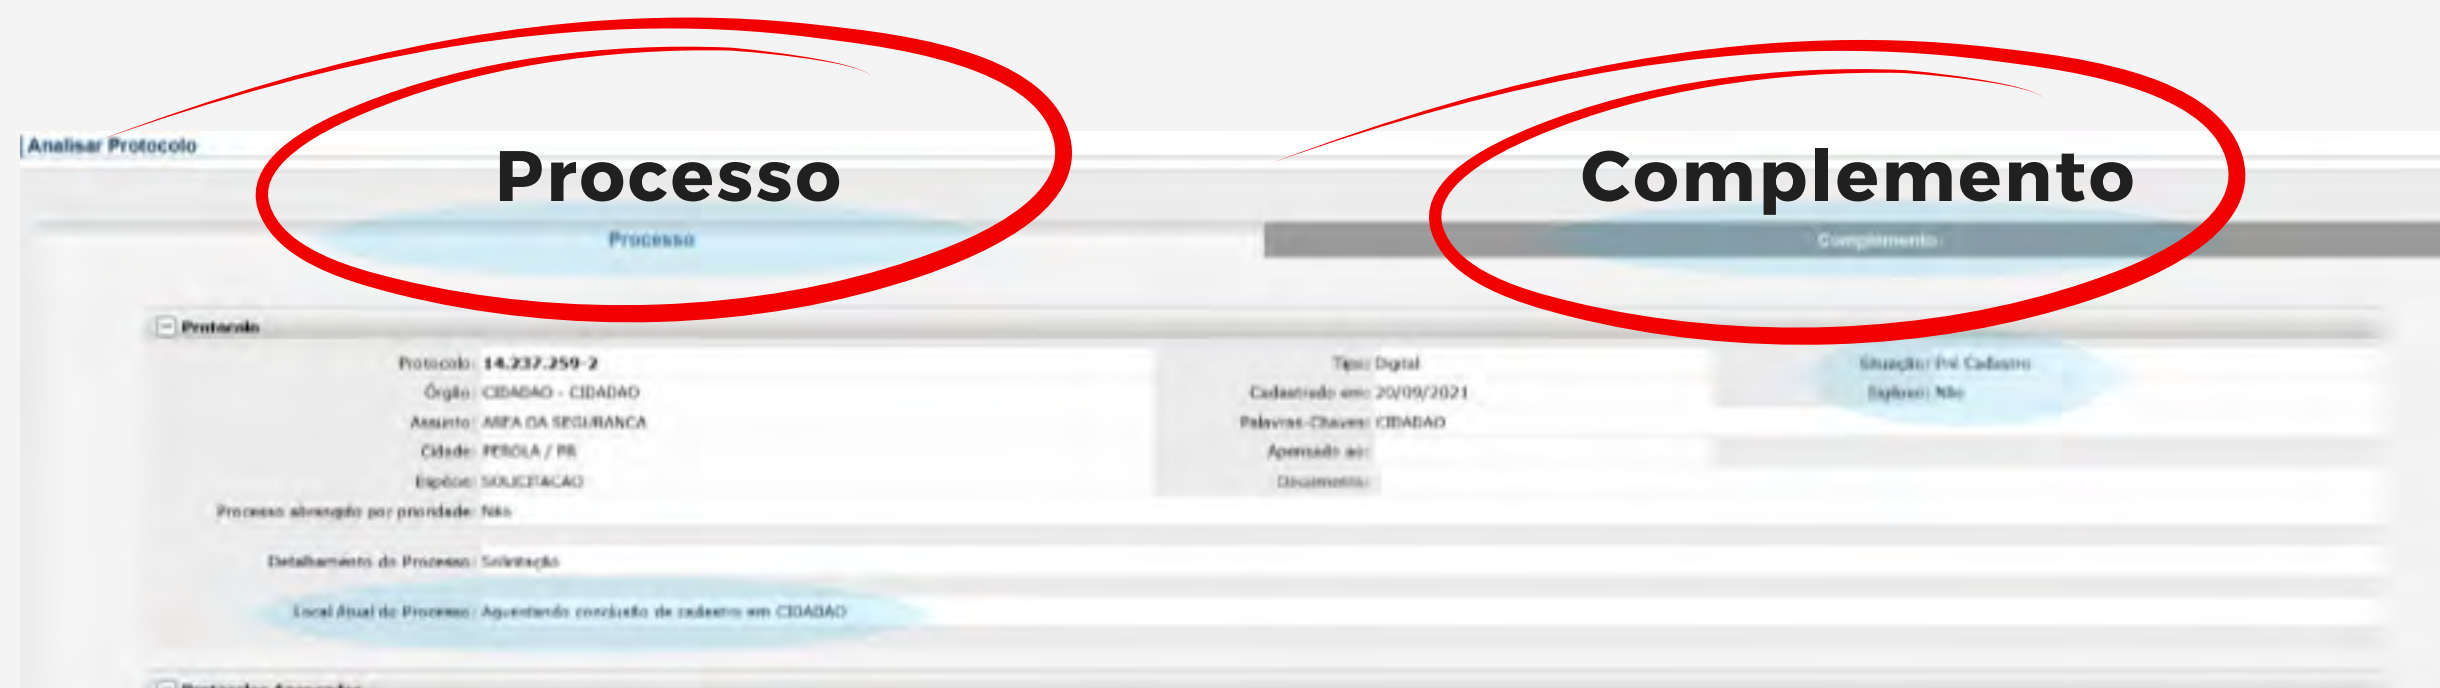 Analisar Protocolo
Processo
Complemento
Processo
Complemento
Protocolo
Protocolo: 14.237.259-2
Tipo: Digital
Situação: Pré Cadastro
Órgão: CIDADAO - CIDADAO
Cadastrado em: 20/09/2021
Não
Assunto: AREA DA SEGURANCA
Palavras-Chaves: CIDADAO
Cidade: PEROLA / PR
Apensado ao:
Espécie: SOLICITACAO
Documento:
Processo abrangido por prioridade: Não
Detalhamento do Processo: Solicitação
Local Atual do Processo: Aguardando conclusão de cadastro em CIDADAO